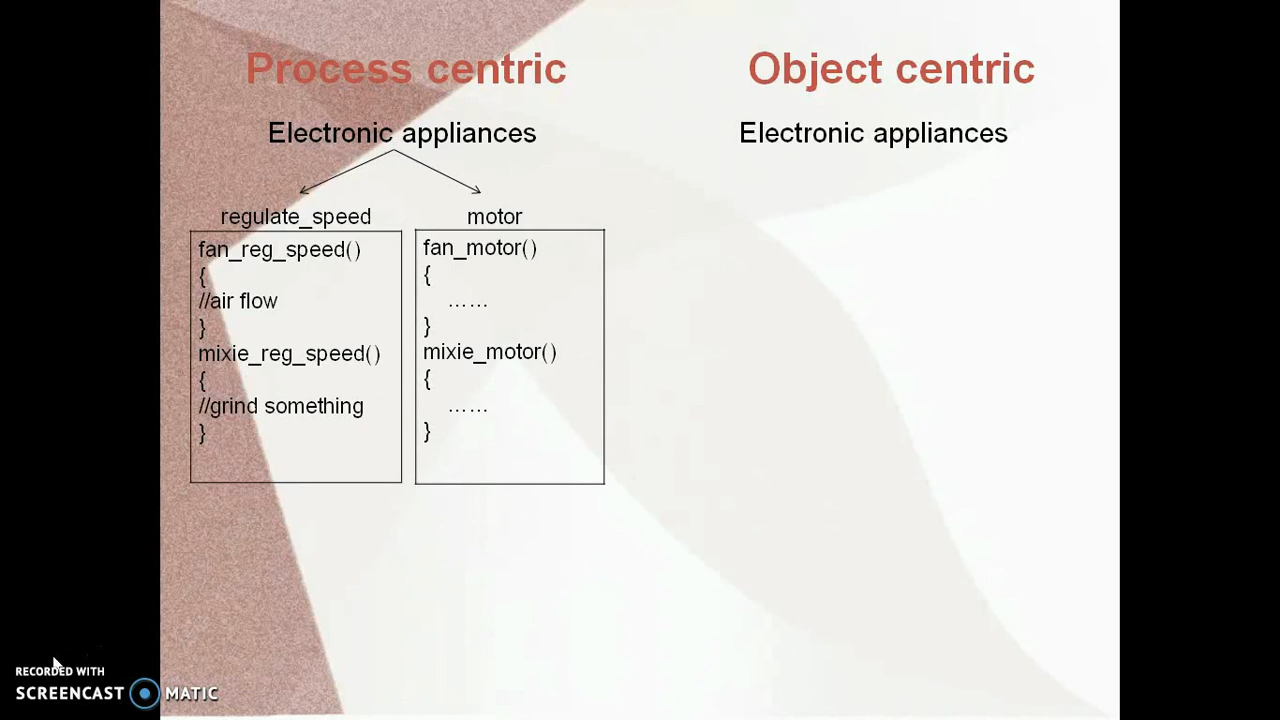 Process centric
Object centric
Electronic appliances
Electronic appliances
regulate_speed
motor
fan_reg_speed()
{
//air flow
}
mixie_reg_speed()
{
//grind something
}
fan_motor()
{
……
}
mixie_motor()
{
……
}
RECORDED WITH
SCREENCAST MATIC